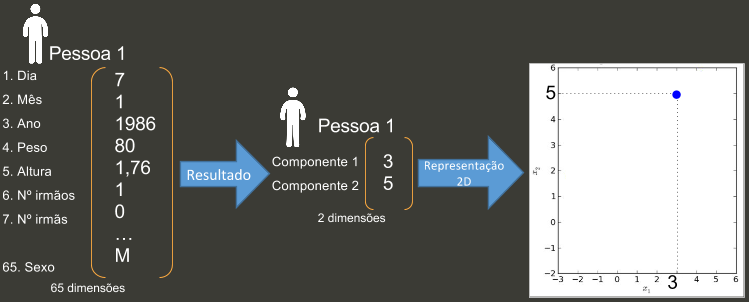 Pessoa 1
1. Dia 7
2. Mês 1
3. Ano 1986
4. Peso 80
5. Altura 1,76
6. Nº irmãos 1
7. Nº irmãs 0
...
65. Sexo M
65 dimensões
Resultado
Pessoa 1
Componente 1 3
Componente 2 5
2 dimensões
Representação
2D
6
5
4
3
2
1
0
−1
−2
x₂
5
−3 −2 −1 0 1 2 3 4 5 6
x₁
3